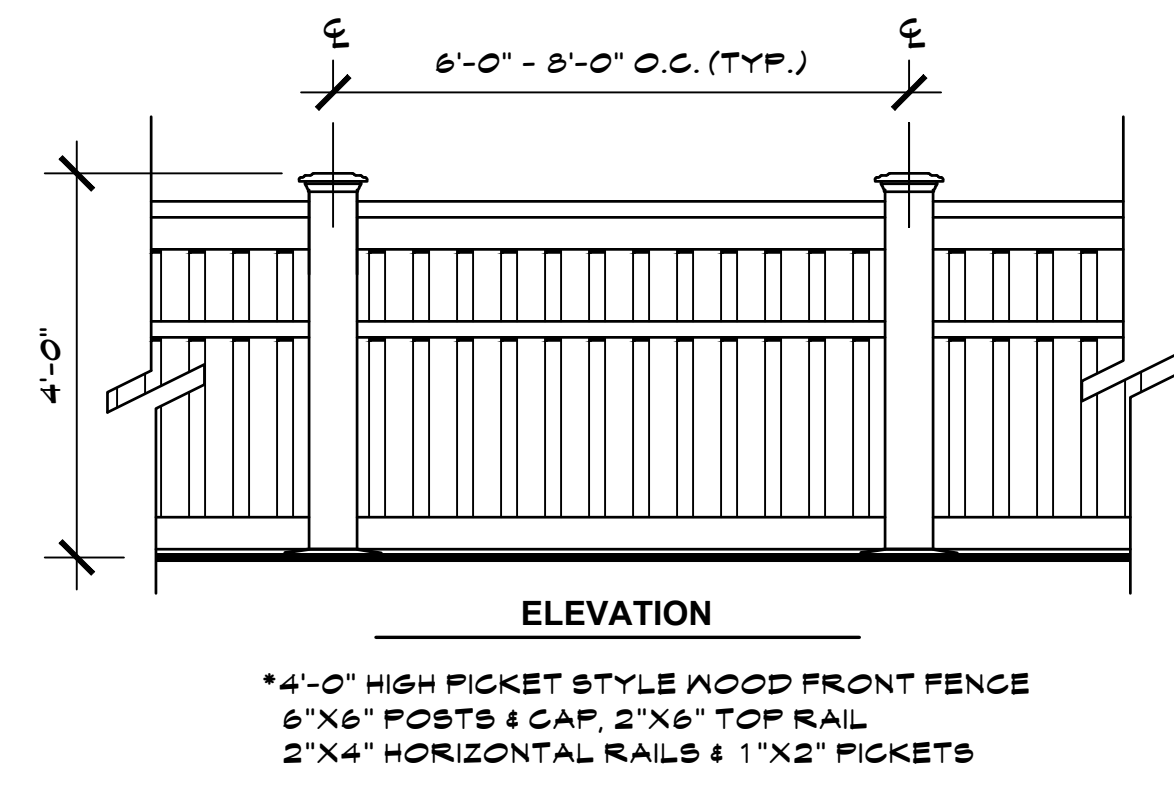 ℄ ℄
6'-0" - 8'-0" O.C. (TYP.)
4'-0"
ELEVATION
*4'-0" HIGH PICKET STYLE WOOD FRONT FENCE
6"X6" POSTS & CAP, 2"X6" TOP RAIL
2"X4" HORIZONTAL RAILS & 1"X2" PICKETS